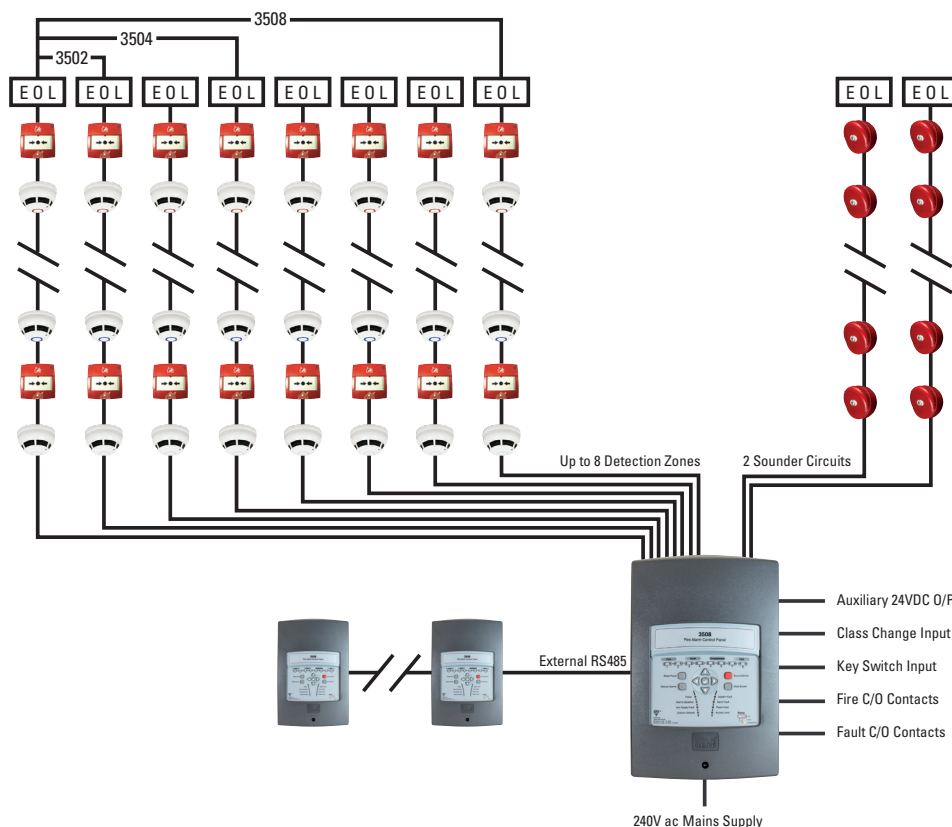 3508
3504
3502
EOL EOL EOL EOL EOL EOL EOL EOL EOL EOL
Up to 8 Detection Zones
2 Sounder Circuits
3508
Fire Alarm Control Panel
External RS485
Auxiliary 24VDC O/P
Class Change Input
Key Switch Input
Fire C/O Contacts
Fault C/O Contacts
240V ac Mains Supply